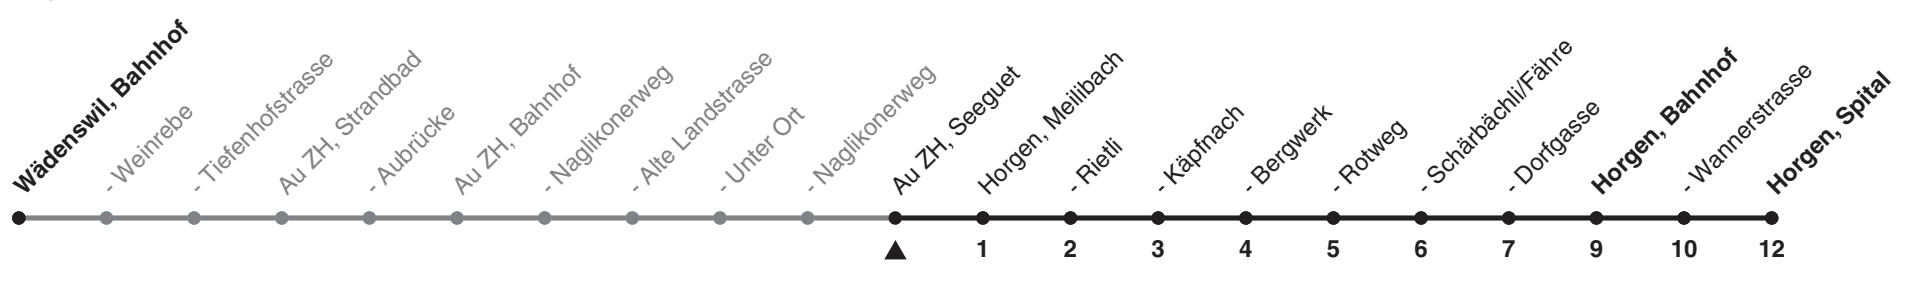 Wädenswil, Bahnhof
- Weinrebe
- Tiefenhofstrasse
Au ZH, Strandbad
- Aubrücke
Au ZH, Bahnhof
- Naglikonerweg
- Alte Landstrasse
- Unter Ort
- Naglikonerweg
Au ZH, Seeguet
Horgen, Meilibach
- Rietli
- Käpfnach
- Bergwerk
- Rotweg
- Schärbächli/Fähre
- Dorfgasse
Horgen, Bahnhof
- Wannerstrasse
Horgen, Spital
1 2 3 4 5 6 7 9 10 12